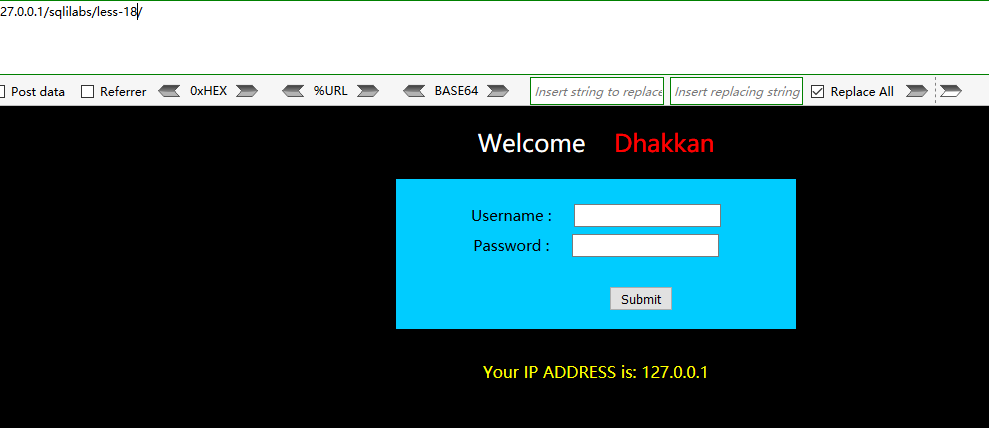 27.0.0.1/sqlilabs/less-18/
Post data Referrer 0xHEX %URL BASE64 Insert string to replace Insert replacing string Replace All
Welcome Dhakkan
Username :
Password :
Submit
Your IP ADDRESS is: 127.0.0.1